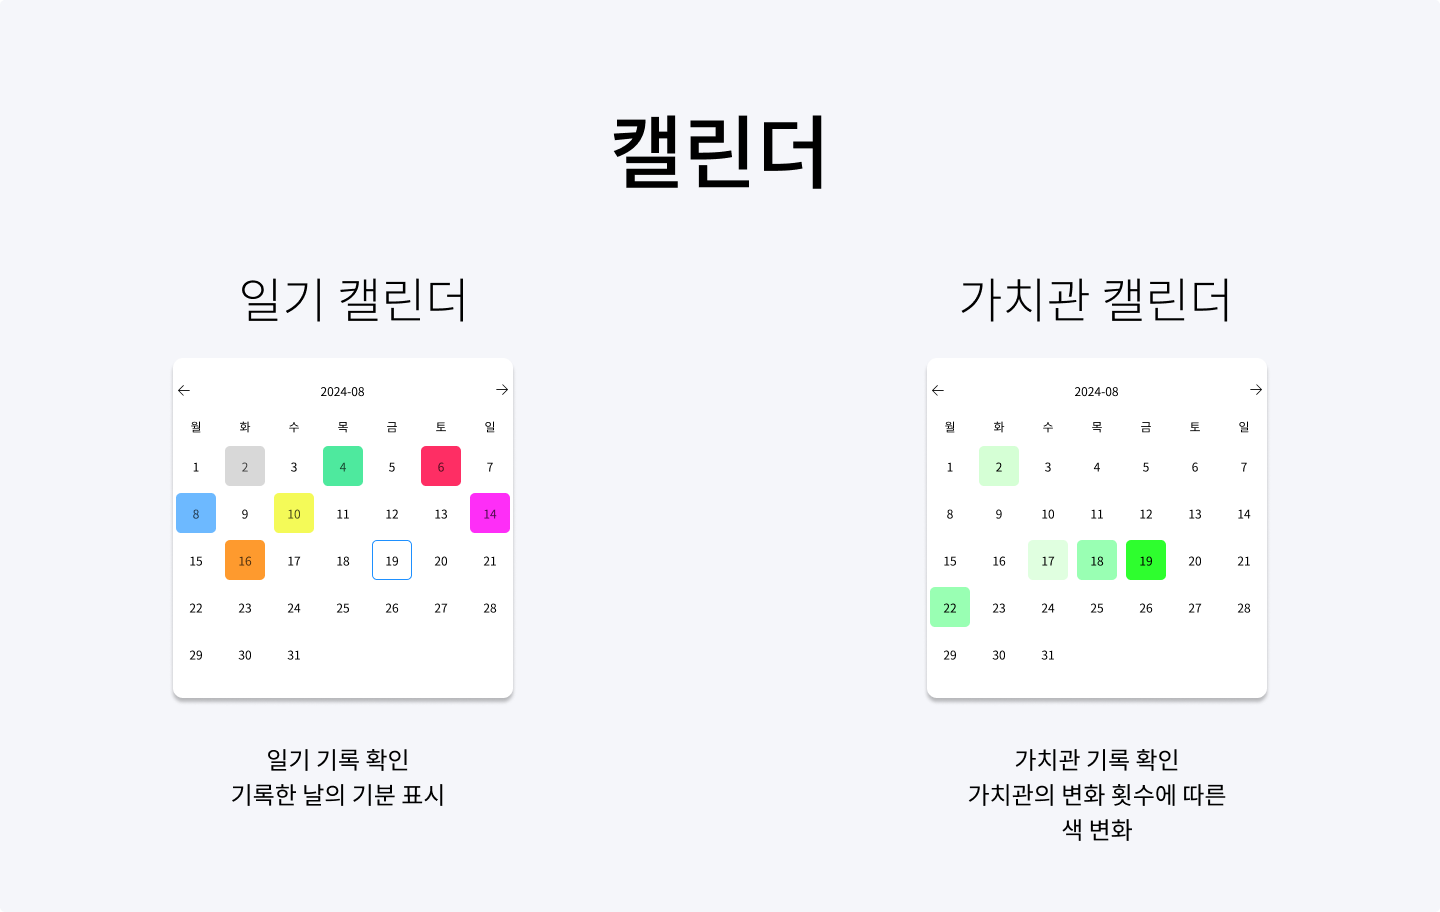 캘린더
일기 캘린더
2024-08
월 화 수 목 금 토 일
1 2 3 4 5 6 7
8 9 10 11 12 13 14
15 16 17 18 19 20 21
22 23 24 25 26 27 28
29 30 31
일기 기록 확인
기록한 날의 기분 표시
가치관 캘린더
2024-08
월 화 수 목 금 토 일
1 2 3 4 5 6 7
8 9 10 11 12 13 14
15 16 17 18 19 20 21
22 23 24 25 26 27 28
29 30 31
가치관 기록 확인
가치관의 변화 횟수에 따른
색 변화